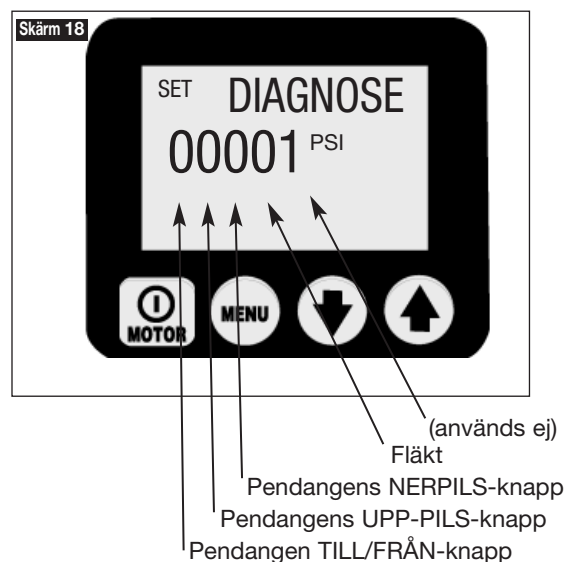 Skärm 18
SET DIAGNOSE
00001 PSI
MOTOR
MENU
(används ej)
Fläkt
Pendangens NERPILS-knapp
Pendangens UPP-PILS-knapp
Pendangen TILL/FRÅN-knapp